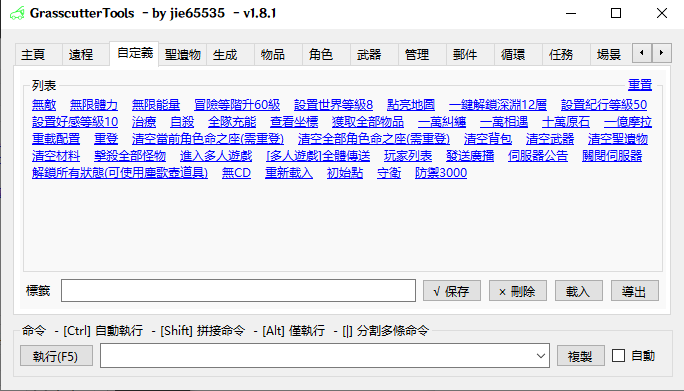 GrasscutterTools - by jie65535 - v1.8.1
主頁 遠程 自定義 聖遺物 生成 物品 角色 武器 管理 郵件 循環 任務 場景
列表 重置
無敵 無限體力 無限能量 冒險等階升60級 設置世界等級8 點亮地圖 一鍵解鎖深淵12層 設置紀行等級50
設置好感等級10 治療 自殺 全隊充能 查看坐標 獲取全部物品 一萬糾纏 一萬相遇 十萬原石 一億摩拉
重載配置 重登 清空當前角色命之座(需重登) 清空全部角色命之座(需重登) 清空背包 清空武器 清空聖遺物
清空材料 擊殺全部怪物 進入多人遊戲 [多人遊戲]全體傳送 玩家列表 發送廣播 伺服器公告 關閉伺服器
解鎖所有狀態(可使用塵歌壺道具) 無CD 重新載入 初始點 守衛 防禦3000
標籤 √ 保存 × 刪除 載入 導出
命令 - [Ctrl] 自動執行 - [Shift] 拼接命令 - [Alt] 僅執行 - [|] 分割多條命令
執行(F5) 複製 自動